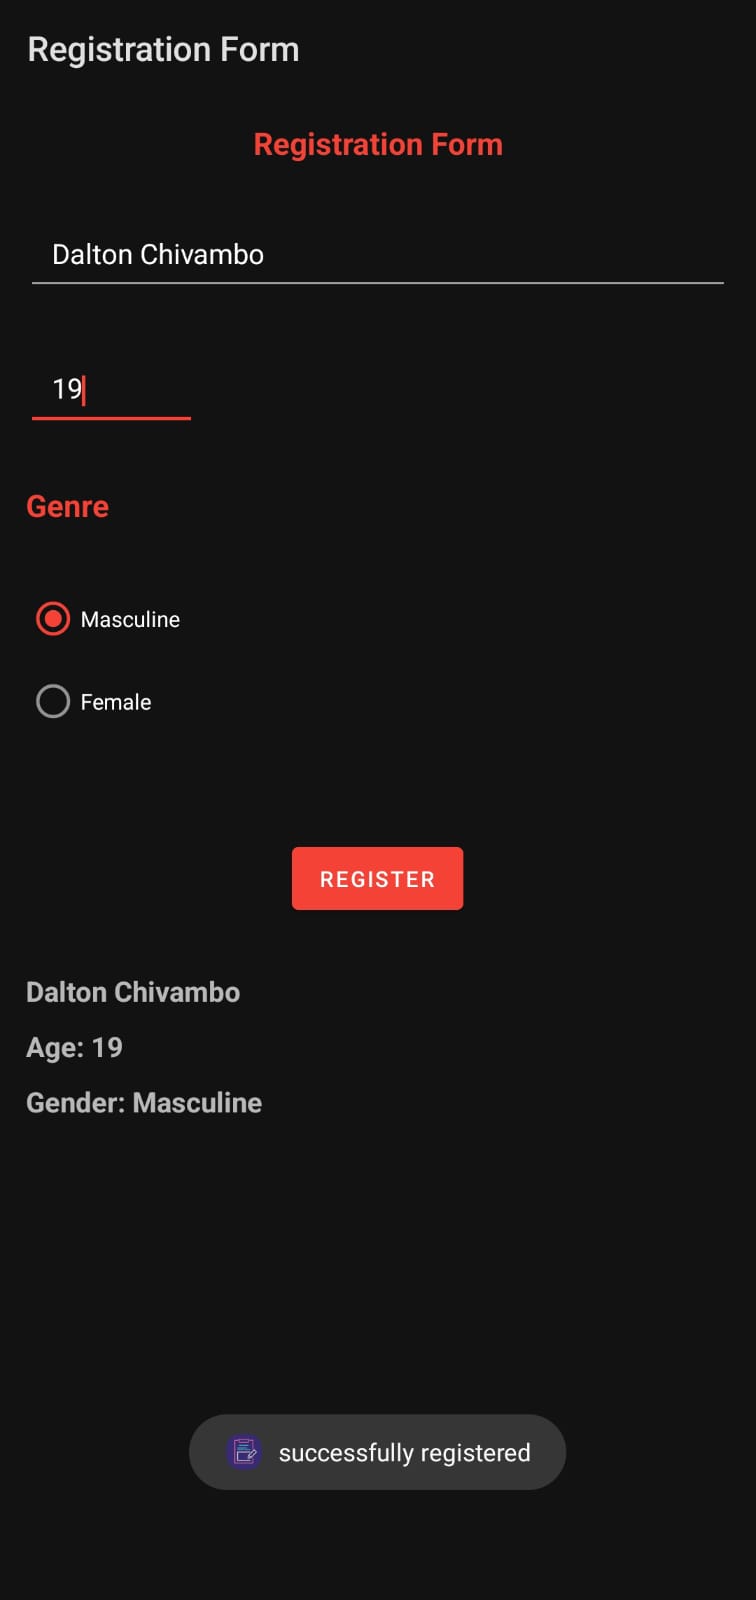 Registration Form
Registration Form
Dalton Chivambo
19
Genre
Masculine
Female
REGISTER
Dalton Chivambo
Age: 19
Gender: Masculine
successfully registered